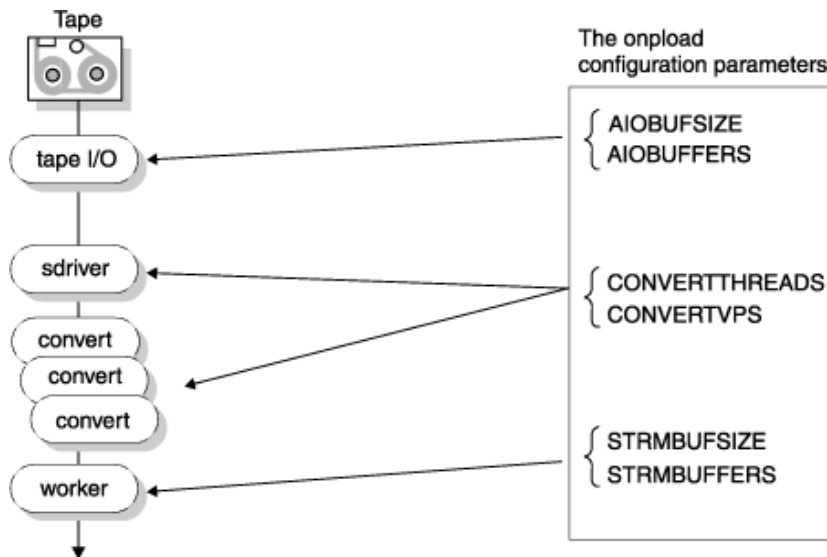 Tape
tape I/O
sdriver
convert
convert
convert
worker
The onpload
configuration parameters
AIOBUFSIZE
AIOBUFFERS
CONVERTTHREADS
CONVERTVPS
STRMBUFSIZE
STRMBUFFERS